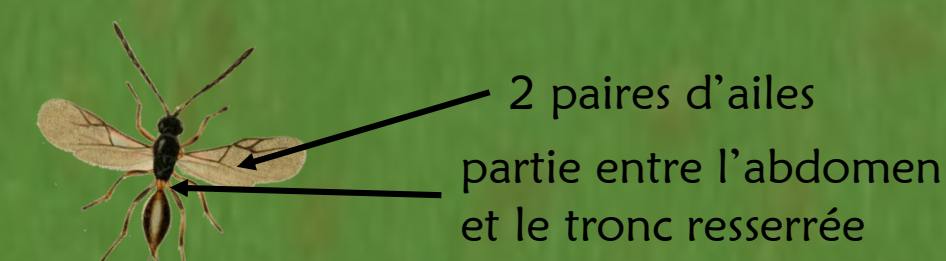 2 paires d'ailes
partie entre l'abdomen
et le tronc resserrée